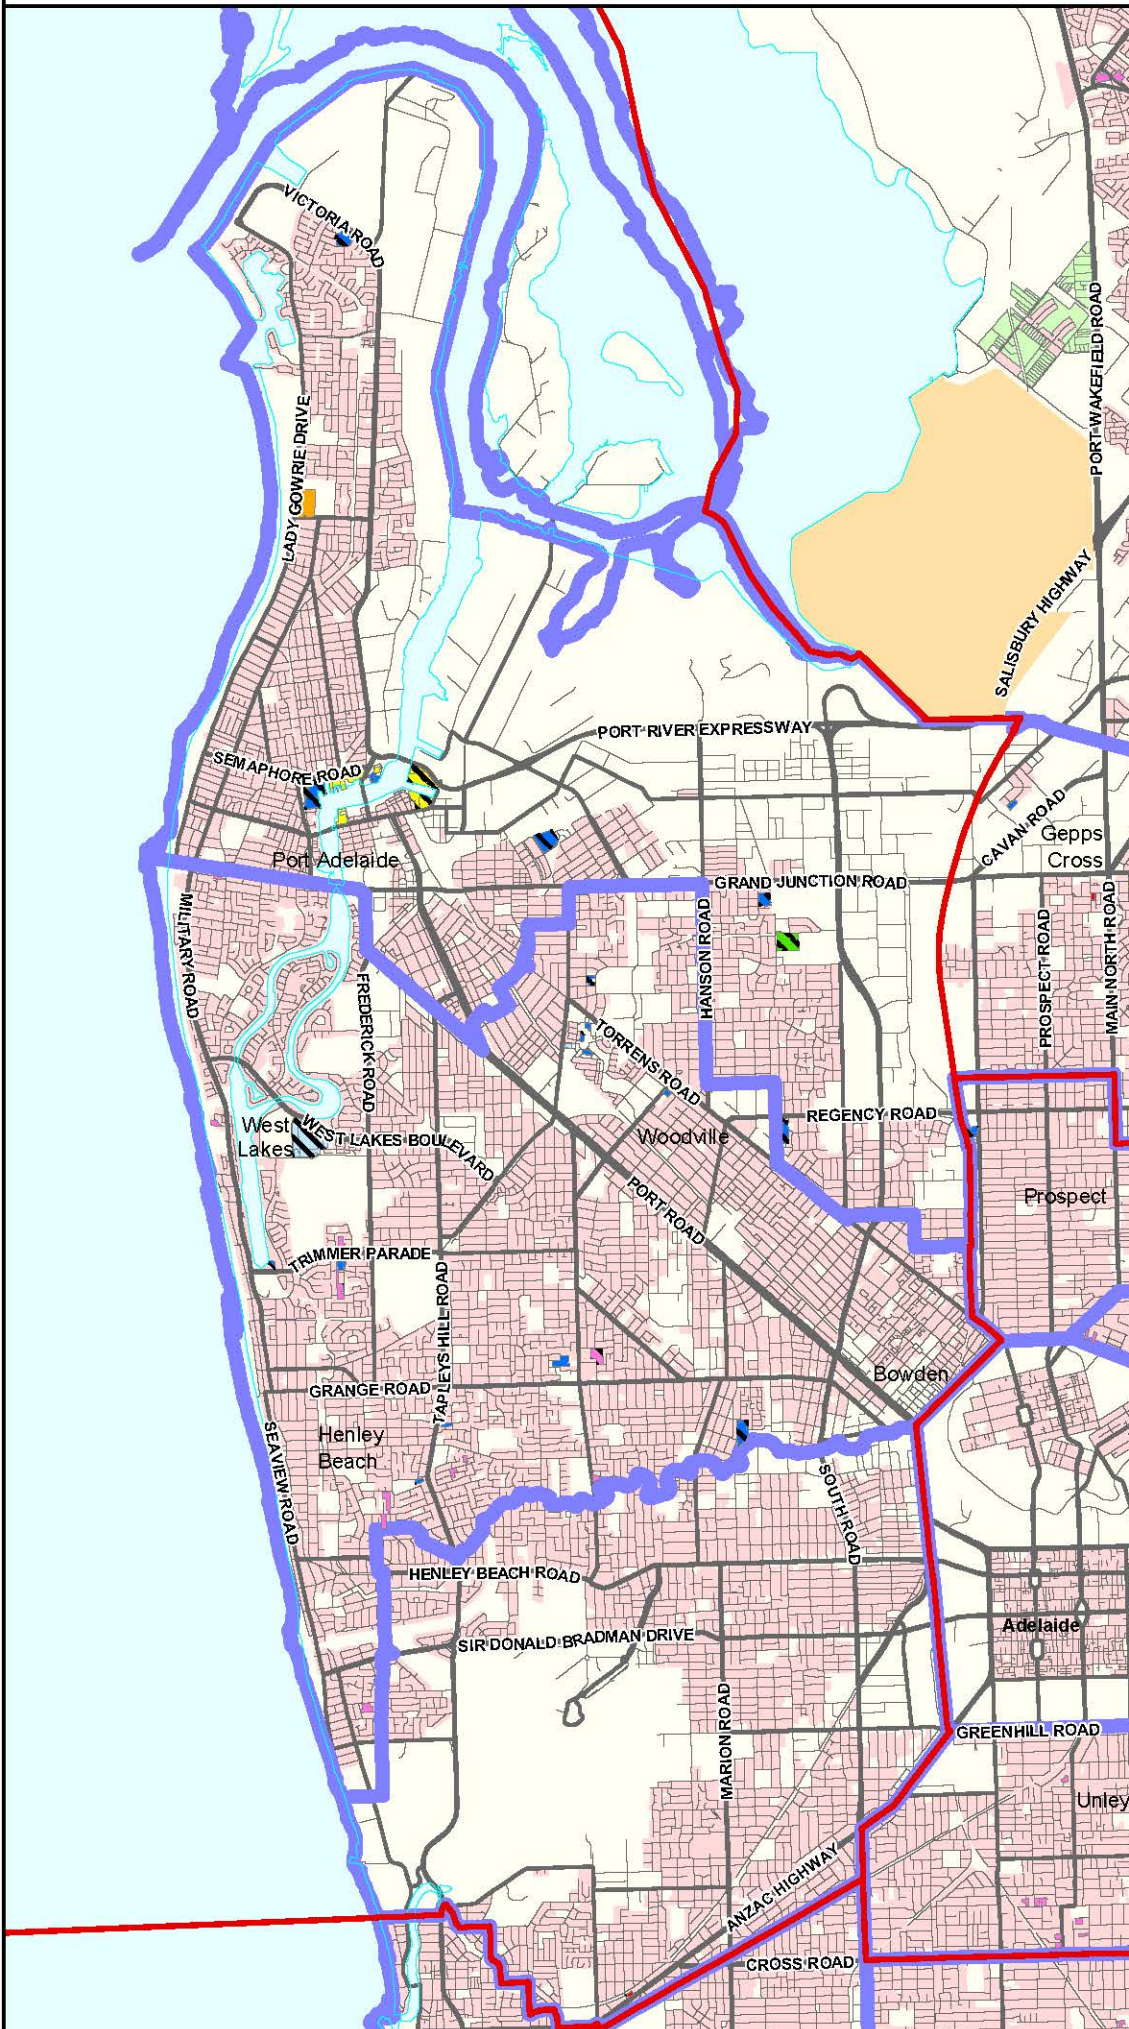 VICTORIA ROAD
PORT WAKEFIELD ROAD
LADY GOWRIE DRIVE
SALISBURY HIGHWAY
PORT RIVER EXPRESSWAY
SEMAPHORE ROAD
CAVAN ROAD
Gepps
Cross
Port Adelaide
GRAND JUNCTION ROAD
MILITARY ROAD
HANSON ROAD
PROSPECT ROAD
MAIN NORTH ROAD
FREDERICK ROAD
TORRENS ROAD
REGENCY ROAD
West
Lakes
WEST LAKES BOULEVARD
Woodville
PORT ROAD
Prospect
TRIMMER PARADE
TAPLEYS HILL ROAD
Bowden
GRANGE ROAD
Henley
Beach
SEAVIEW ROAD
SOUTH ROAD
HENLEY BEACH ROAD
Adelaide
SIR DONALD BRADMAN DRIVE
MARION ROAD
GREENHILL ROAD
Unley
ANZAC HIGHWAY
CROSS ROAD